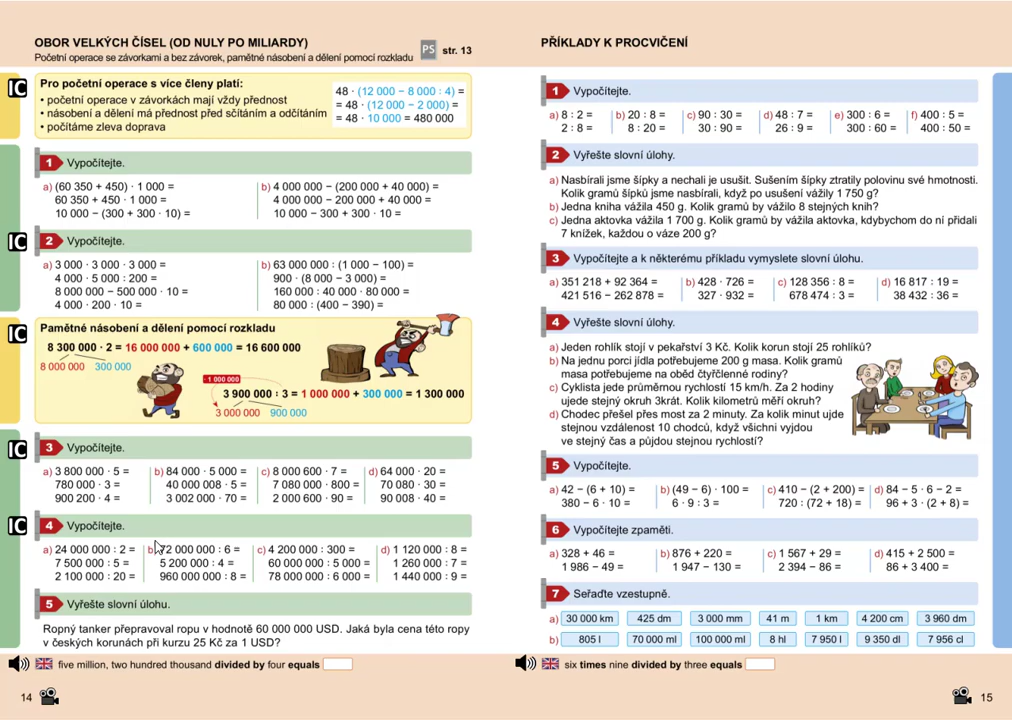 OBOR VELKÝCH ČÍSEL (OD NULY PO MILIARDY)
Početní operace se závorkami a bez závorek, pamětné násobení a dělení pomocí rozkladu
PS str. 13
IC
Pro početní operace s více členy platí:
• početní operace v závorkách mají vždy přednost
• násobení a dělení má přednost před sčítáním a odčítáním
• počítáme zleva doprava
48 · (12 000 − 8 000 : 4) =
= 48 · (12 000 − 2 000) =
= 48 · 10 000 = 480 000
1 Vypočítejte.
a) (60 350 + 450) · 1 000 =
60 350 + 450 · 1 000 =
10 000 − (300 + 300 · 10) =
b) 4 000 000 − (200 000 + 40 000) =
4 000 000 − 200 000 + 40 000 =
10 000 − 300 + 300 · 10 =
IC
2 Vypočítejte.
a) 3 000 · 3 000 · 3 000 =
4 000 · 5 000 : 200 =
8 000 000 − 500 000 · 10 =
4 000 · 200 · 10 =
b) 63 000 000 : (1 000 − 100) =
900 · (8 000 − 3 000) =
160 000 : 40 000 · 80 000 =
80 000 : (400 − 390) =
IC
Pamětné násobení a dělení pomocí rozkladu
8 300 000 · 2 = 16 000 000 + 600 000 = 16 600 000
8 000 000 300 000
- 1 000 000
3 900 000 : 3 = 1 000 000 + 300 000 = 1 300 000
3 000 000 900 000
IC
3 Vypočítejte.
a) 3 800 000 · 5 =
780 000 · 3 =
900 200 · 4 =
b) 84 000 · 5 000 =
40 000 008 · 5 =
3 002 000 · 70 =
c) 8 000 600 · 7 =
7 080 000 · 800 =
2 000 600 · 90 =
d) 64 000 · 20 =
70 080 · 30 =
90 008 · 40 =
IC
4 Vypočítejte.
a) 24 000 000 : 2 =
7 500 000 : 5 =
2 100 000 : 20 =
b) 72 000 000 : 6 =
5 200 000 : 4 =
960 000 000 : 8 =
c) 4 200 000 : 300 =
60 000 000 : 5 000 =
78 000 000 : 6 000 =
d) 1 120 000 : 8 =
1 260 000 : 7 =
1 440 000 : 9 =
5 Vyřešte slovní úlohu.
Ropný tanker přepravoval ropu v hodnotě 60 000 000 USD. Jaká byla cena této ropy
v českých korunách při kurzu 25 Kč za 1 USD?
five million, two hundred thousand divided by four equals
14
PŘÍKLADY K PROCVIČENÍ
1 Vypočítejte.
a) 8 : 2 =
2 : 8 =
b) 20 : 8 =
8 : 20 =
c) 90 : 30 =
30 : 90 =
d) 48 : 7 =
26 : 9 =
e) 300 : 6 =
300 : 60 =
f) 400 : 5 =
400 : 50 =
2 Vyřešte slovní úlohy.
a) Nasbírali jsme šípky a nechali je usušit. Sušením šípky ztratily polovinu své hmotnosti.
Kolik gramů šípků jsme nasbírali, když po usušení vážily 1 750 g?
b) Jedna kniha vážila 450 g. Kolik gramů by vážilo 8 stejných knih?
c) Jedna aktovka vážila 1 700 g. Kolik gramů by vážila aktovka, kdybychom do ní přidali
7 knížek, každou o váze 200 g?
3 Vypočítejte a k některému příkladu vymyslete slovní úlohu.
a) 351 218 + 92 364 =
421 516 − 262 878 =
b) 428 · 726 =
327 · 932 =
c) 128 356 : 8 =
678 474 : 3 =
d) 16 817 : 19 =
38 432 : 36 =
4 Vyřešte slovní úlohy.
a) Jeden rohlík stojí v pekařství 3 Kč. Kolik korun stojí 25 rohlíků?
b) Na jednu porci jídla potřebujeme 200 g masa. Kolik gramů
masa potřebujeme na oběd čtyřčlenné rodiny?
c) Cyklista jede průměrnou rychlostí 15 km/h. Za 2 hodiny
ujede stejný okruh 3krát. Kolik kilometrů měří okruh?
d) Chodec přešel přes most za 2 minuty. Za kolik minut ujde
stejnou vzdálenost 10 chodců, když všichni vyjdou
ve stejný čas a půjdou stejnou rychlostí?
5 Vypočítejte.
a) 42 − (6 + 10) =
380 − 6 · 10 =
b) (49 − 6) · 100 =
6 · 9 : 3 =
c) 410 − (2 + 200) =
720 : (72 + 18) =
d) 84 − 5 · 6 − 2 =
96 + 3 · (2 + 8) =
6 Vypočítejte zpaměti.
a) 328 + 46 =
1 986 − 49 =
b) 876 + 220 =
1 947 − 130 =
c) 1 567 + 29 =
2 394 − 86 =
d) 415 + 2 500 =
86 + 3 400 =
7 Seřaďte vzestupně.
a) 30 000 km 425 dm 3 000 mm 41 m 1 km 4 200 cm 3 960 dm
b) 805 l 70 000 ml 100 000 ml 8 hl 7 950 l 9 350 dl 7 956 cl
six times nine divided by three equals
15